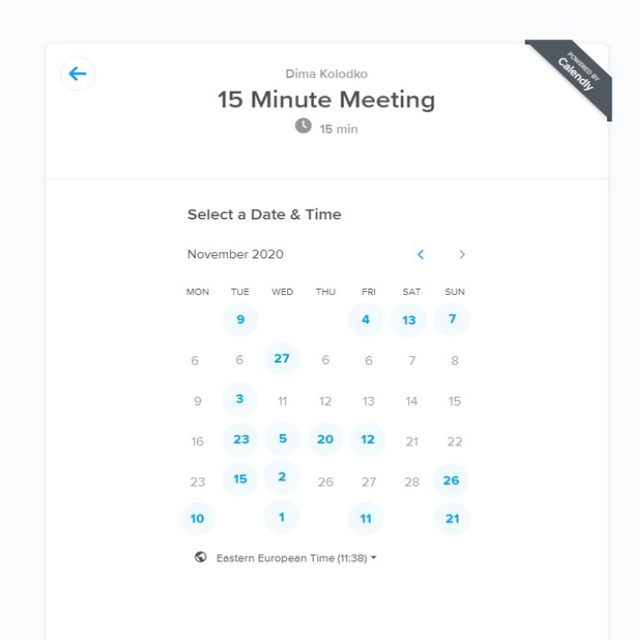 Dima Kolodko
15 Minute Meeting
15 min
POWERED BY
Calendly
Select a Date & Time
November 2020
MON TUE WED THU FRI SAT SUN
9 4 13 7
6 6 27 6 6 7 8
9 3 11 12 13 14 15
16 23 5 20 12 21 22
23 15 2 26 27 28 26
10 1 11 21
Eastern European Time (11:38)